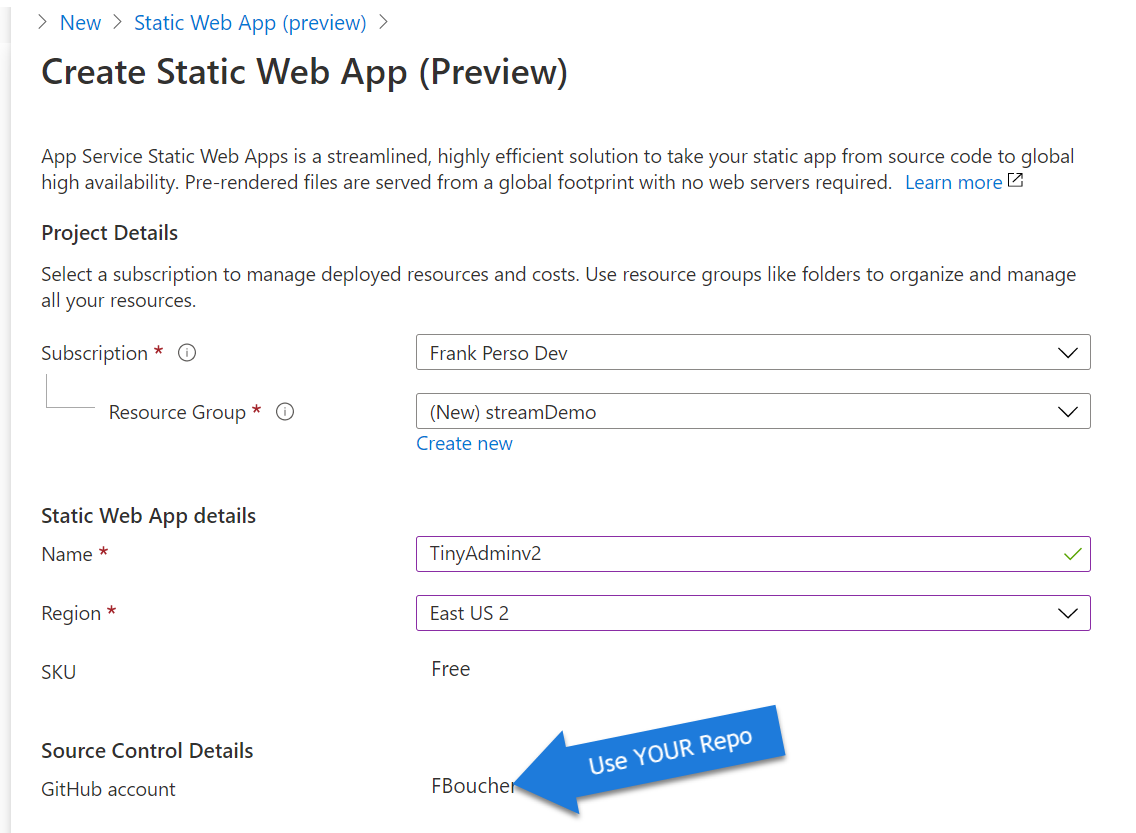 > New > Static Web App (preview) >
Create Static Web App (Preview)
App Service Static Web Apps is a streamlined, highly efficient solution to take your static app from source code to global
high availability. Pre-rendered files are served from a global footprint with no web servers required. Learn more
Project Details
Select a subscription to manage deployed resources and costs. Use resource groups like folders to organize and manage
all your resources.
Subscription * Frank Perso Dev
Resource Group * (New) streamDemo
Create new
Static Web App details
Name * TinyAdminv2
Region * East US 2
SKU Free
Source Control Details
Use YOUR Repo
GitHub account FBoucher